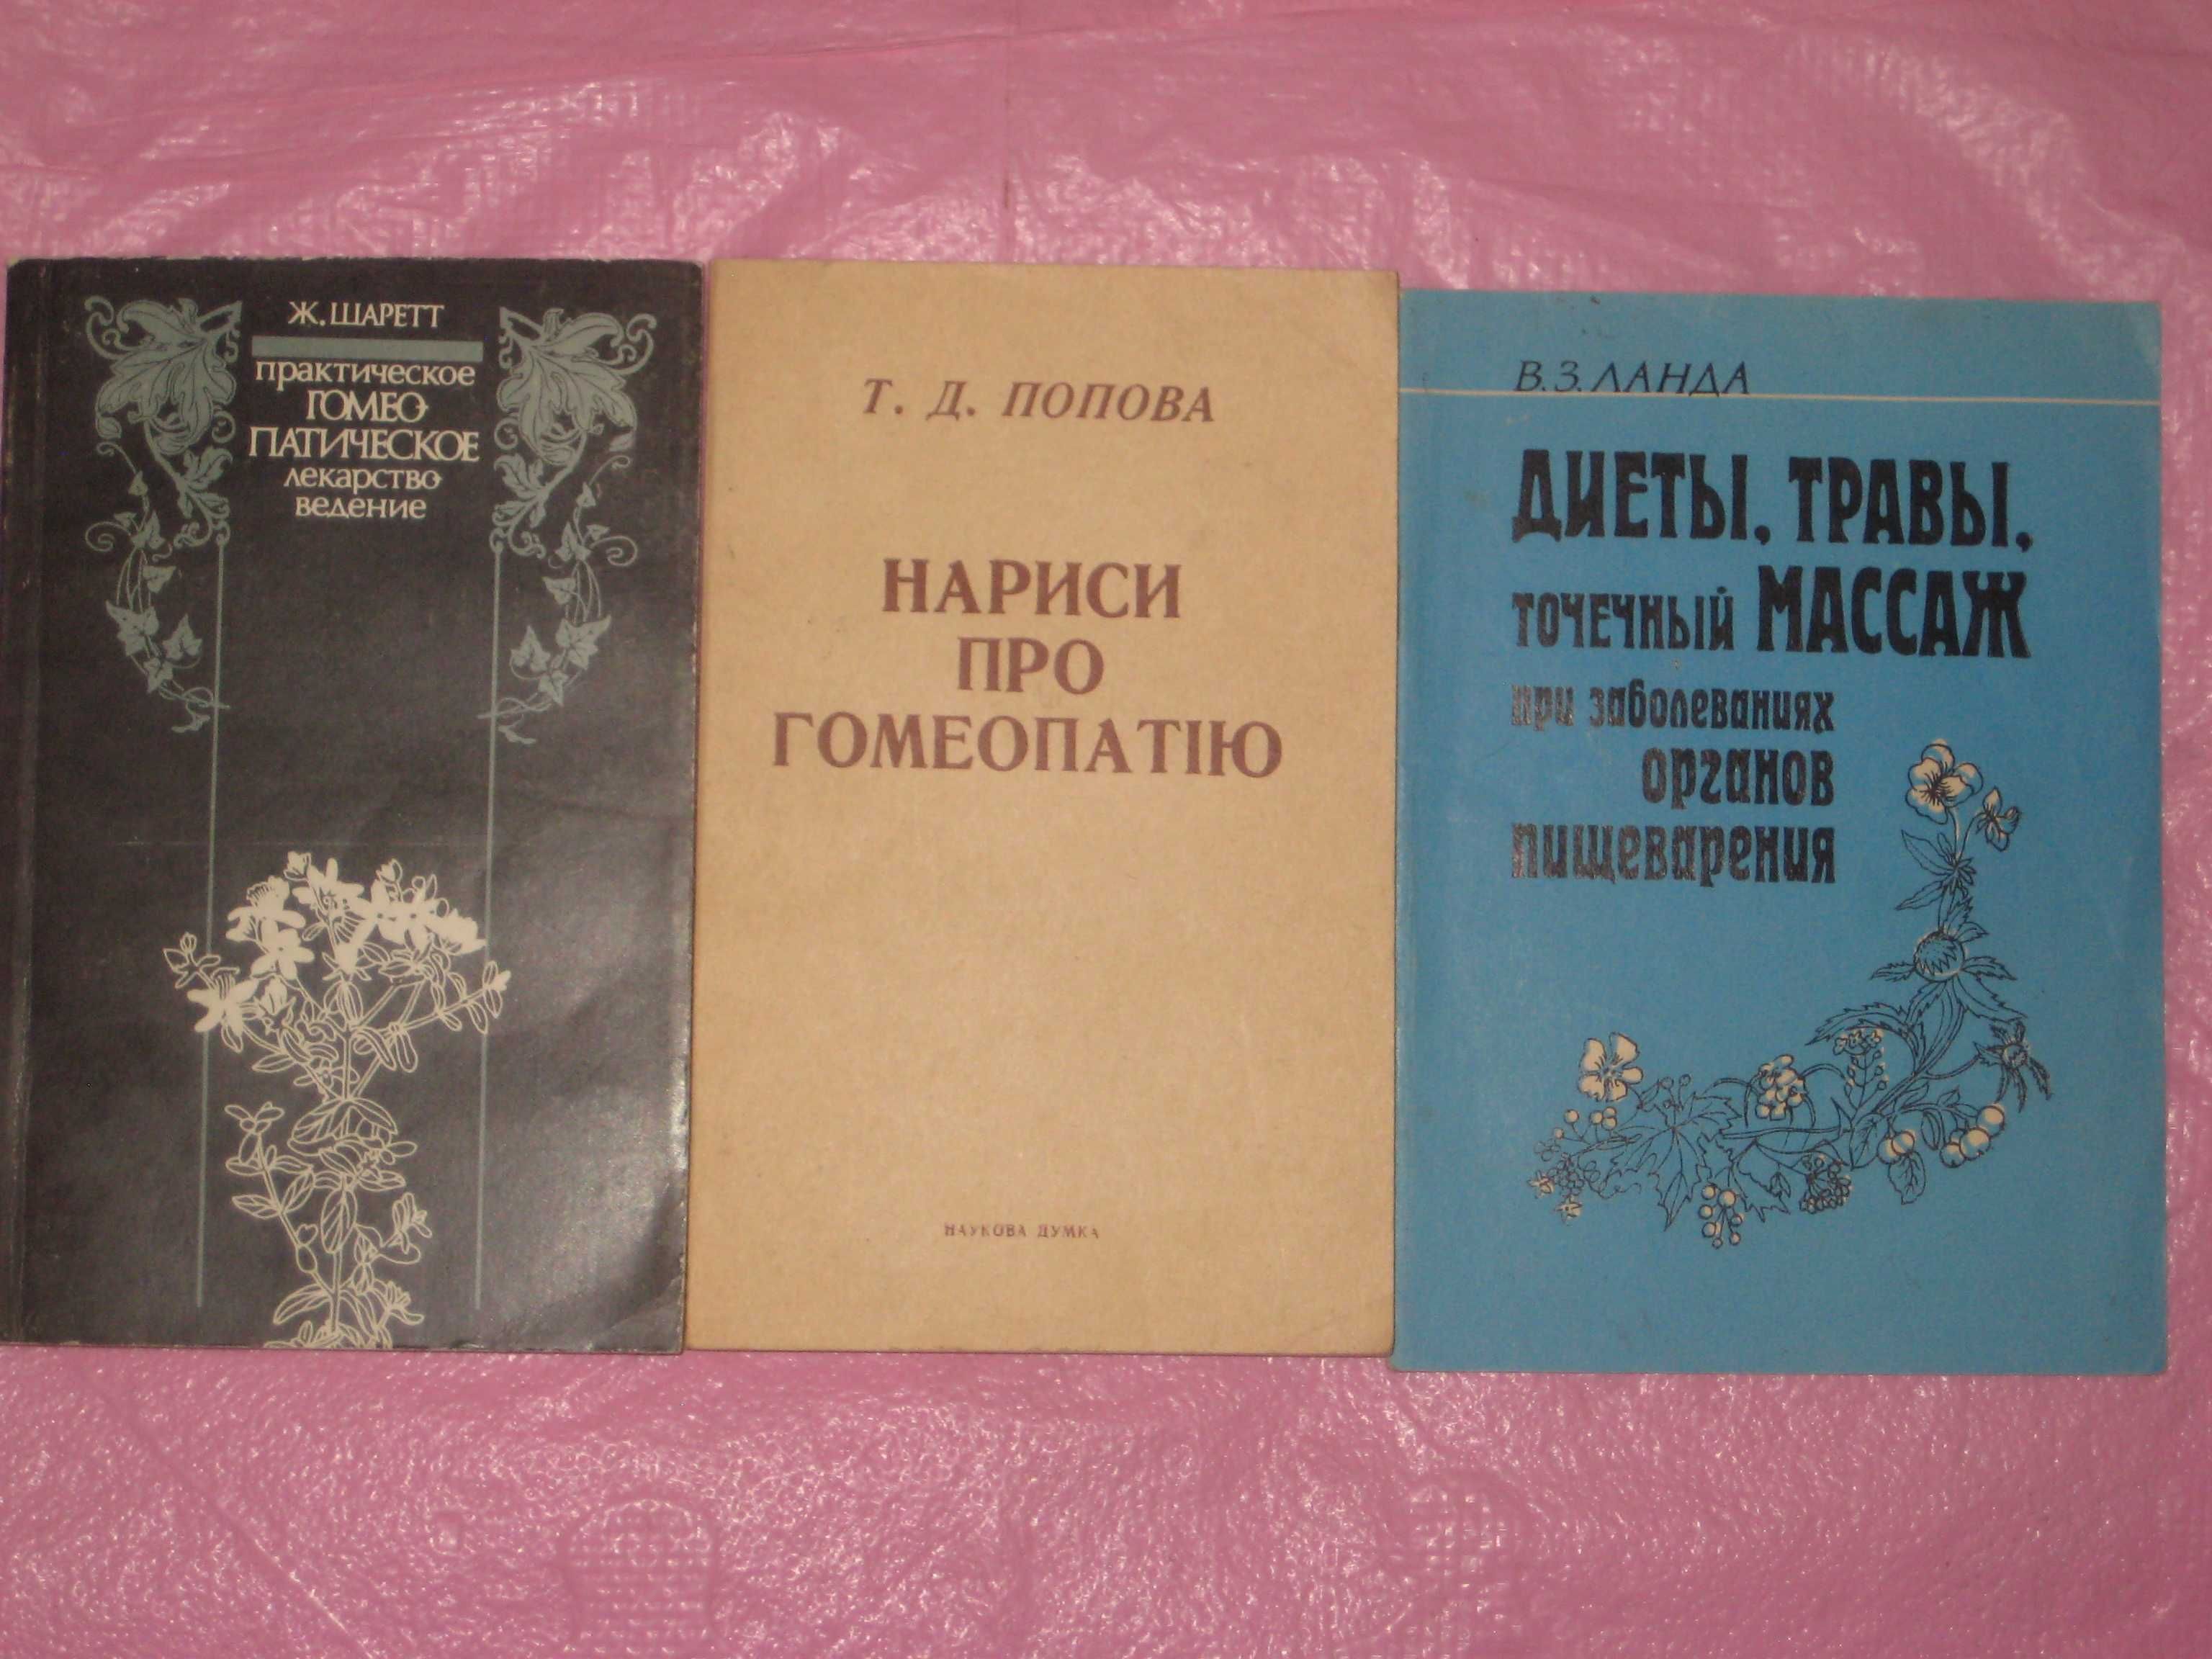 Ж. ШАРЕТТ
практическое
ГОМЕО-
ПАТИЧЕСКОЕ
лекарство-
ведение
Т. Д. ПОПОВА
НАРИСИ
ПРО
ГОМЕОПАТІЮ
НАУКОВА ДУМКА
В. З. ЛАНДА
ДИЕТЫ, ТРАВЫ,
точечный МАССАЖ
при заболеваниях
органов
пищеварения